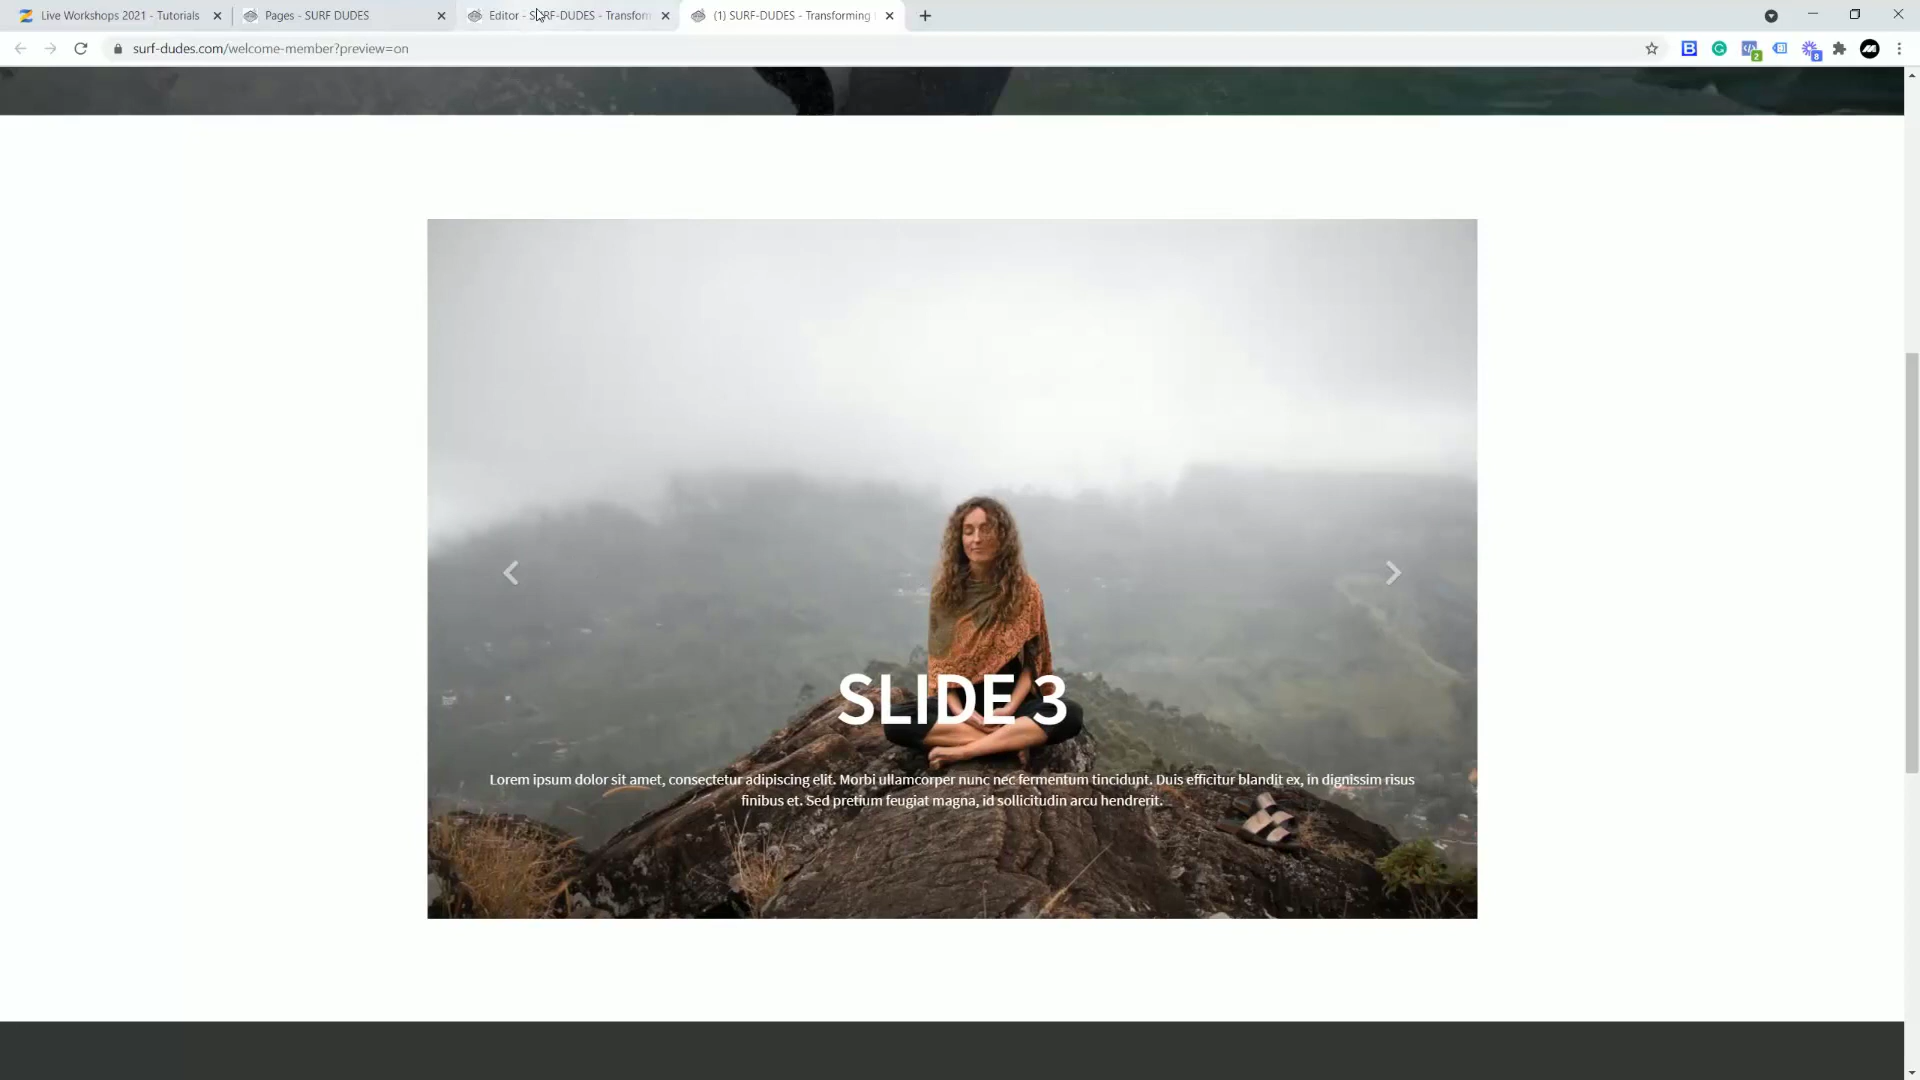 Live Workshops 2021 - Tutorials
Pages - SURF DUDES
Editor - SURF-DUDES - Transform
(1) SURF-DUDES - Transforming
surf-dudes.com/welcome-member?preview=on
2
8
SLIDE 3
Lorem ipsum dolor sit amet, consectetur adipiscing elit. Morbi ullamcorper nunc nec fermentum tincidunt. Duis efficitur blandit ex, in dignissim risus
finibus et. Sed pretium feugiat magna, id sollicitudin arcu hendrerit.